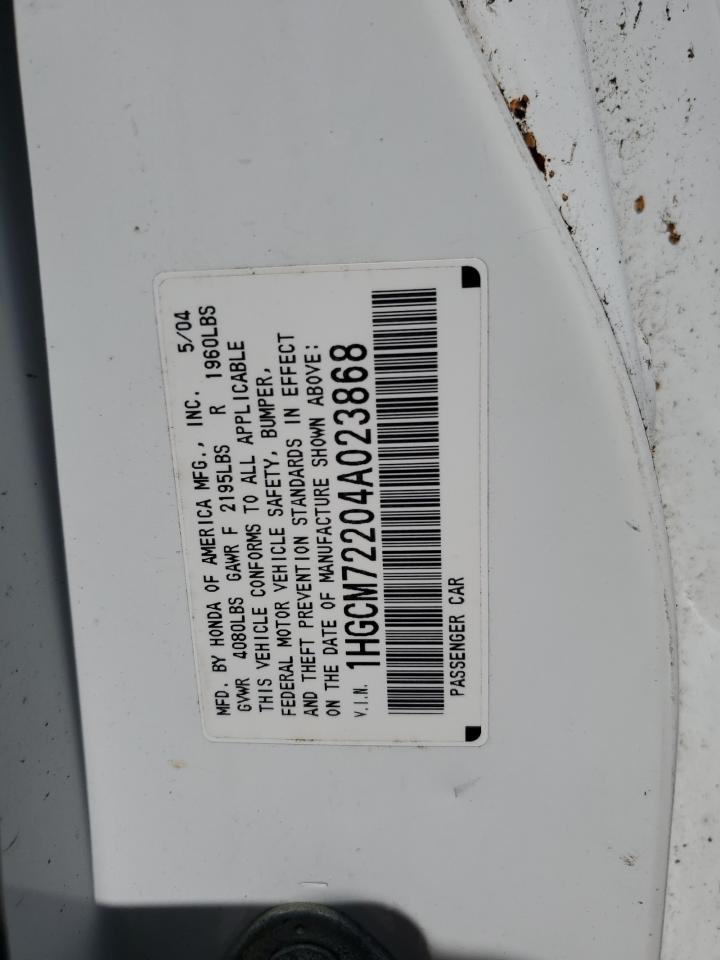 MFD. BY HONDA OF AMERICA MFG., INC. 5/04
GVWR 4080LBS GAWR F 2195LBS R 1960LBS
THIS VEHICLE CONFORMS TO ALL APPLICABLE
FEDERAL MOTOR VEHICLE SAFETY, BUMPER,
AND THEFT PREVENTION STANDARDS IN EFFECT
ON THE DATE OF MANUFACTURE SHOWN ABOVE:
V.I.N. 1HGCM72204A023868
PASSENGER CAR